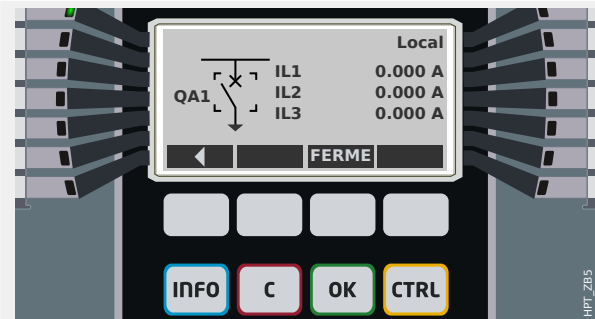 Local
QA1
IL1 0.000 A
IL2 0.000 A
IL3 0.000 A
FERME
INFO C OK CTRL
HPT_ZB5